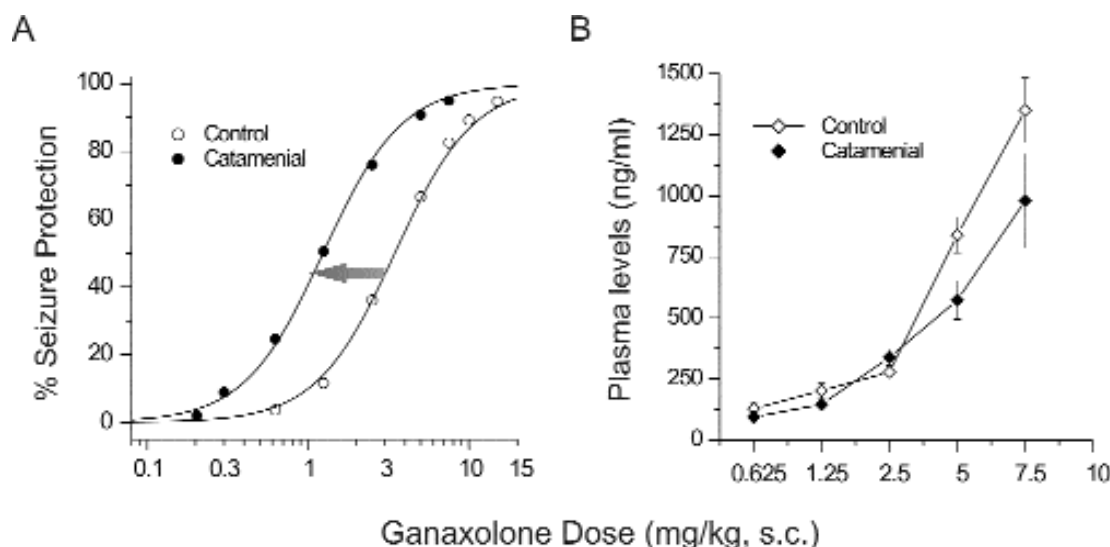 A
% Seizure Protection
100
80
60
40
20
0
Control
Catamenial
0.1
0.3
1
3
10
15
B
Plasma levels (ng/ml)
1500
1250
1000
750
500
250
0
Control
Catamenial
0.625
1.25
2.5
5
7.5
10
Ganaxolone Dose (mg/kg, s.c.)